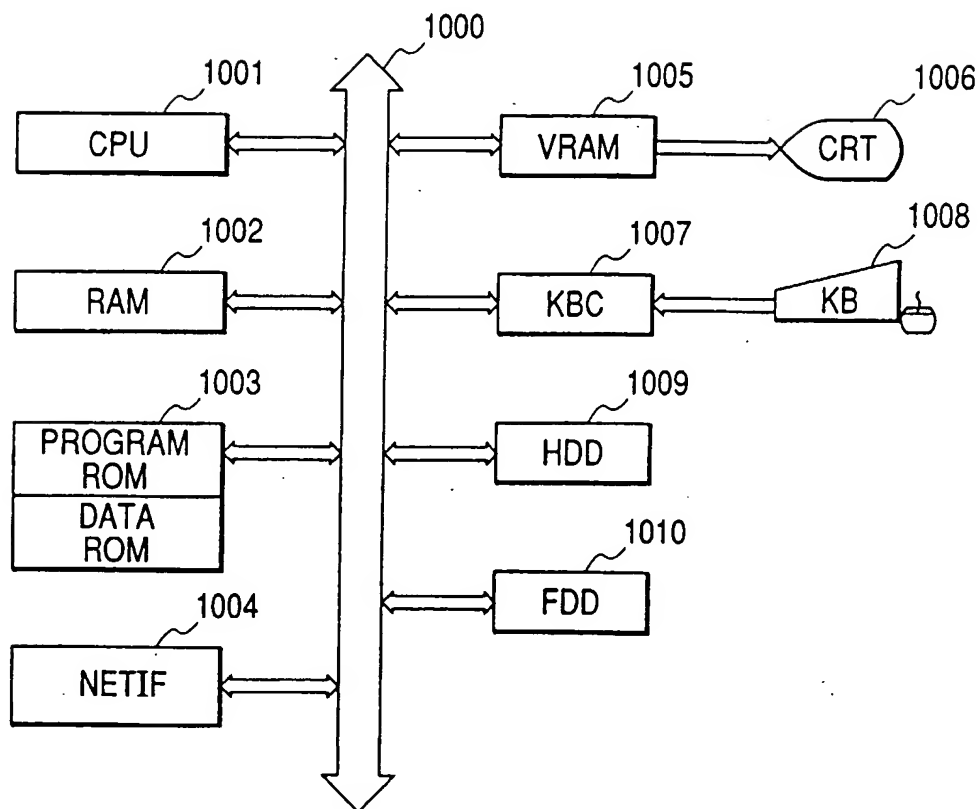 1000
1001
CPU
1005
VRAM
1006
CRT
1002
RAM
1007
KBC
1008
KB
1003
PROGRAM
ROM
DATA
ROM
1009
HDD
1010
FDD
1004
NETIF